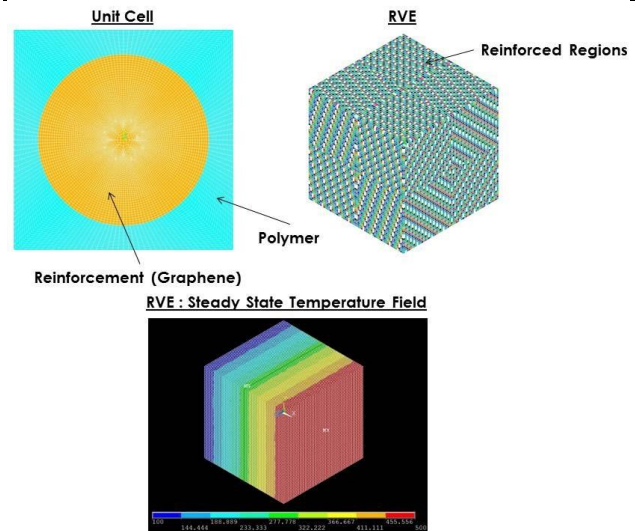 Unit Cell
RVE
Reinforced Regions
Polymer
Reinforcement (Graphene)
RVE : Steady State Temperature Field
MX
100 188.889 277.778 366.667 455.556
144.444 233.333 322.222 411.111 500